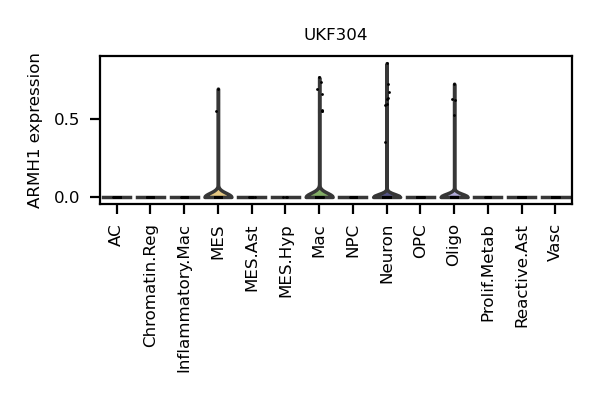 UKF304
ARMH1 expression
0.5
0.0
AC
Chromatin.Reg
Inflammatory.Mac
MES
MES.Ast
MES.Hyp
Mac
NPC
Neuron
OPC
Oligo
Prolif.Metab
Reactive.Ast
Vasc